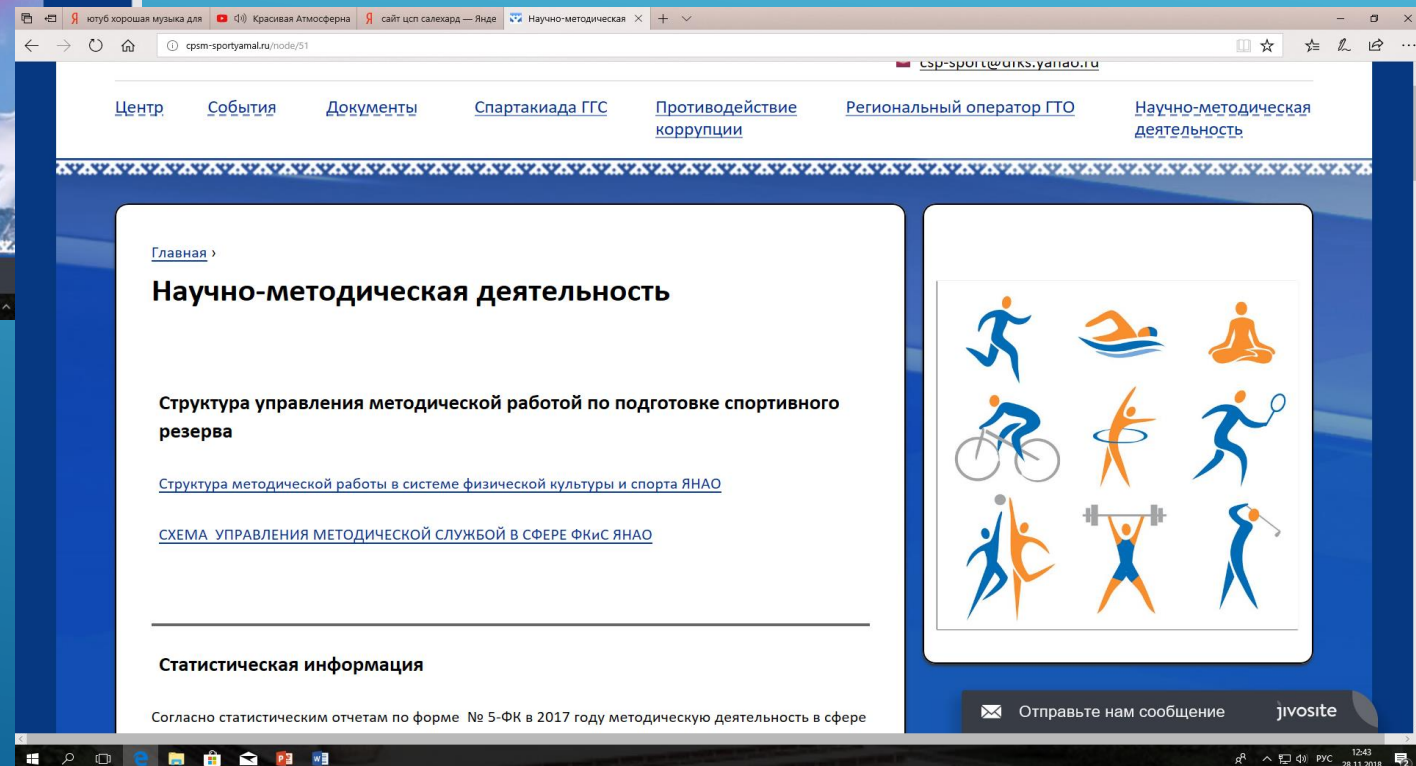 ютуб хорошая музыка для
Красивая Атмосферна
сайт цсп салехард — Янде
Научно-методическая
cpsm-sportyamal.ru/node/51
csp-sport@dfks.yanao.ru
Центр События Документы Спартакиада ГГС Противодействие коррупции Региональный оператор ГТО Научно-методическая деятельность
Главная ›
Научно-методическая деятельность
Структура управления методической работой по подготовке спортивного
резерва
Структура методической работы в системе физической культуры и спорта ЯНАО
СХЕМА УПРАВЛЕНИЯ МЕТОДИЧЕСКОЙ СЛУЖБОЙ В СФЕРЕ ФКиС ЯНАО
Статистическая информация
Согласно статистическим отчетам по форме № 5-ФК в 2017 году методическую деятельность в сфере
Отправьте нам сообщение jivosite
РУС 12:43
28.11.2018